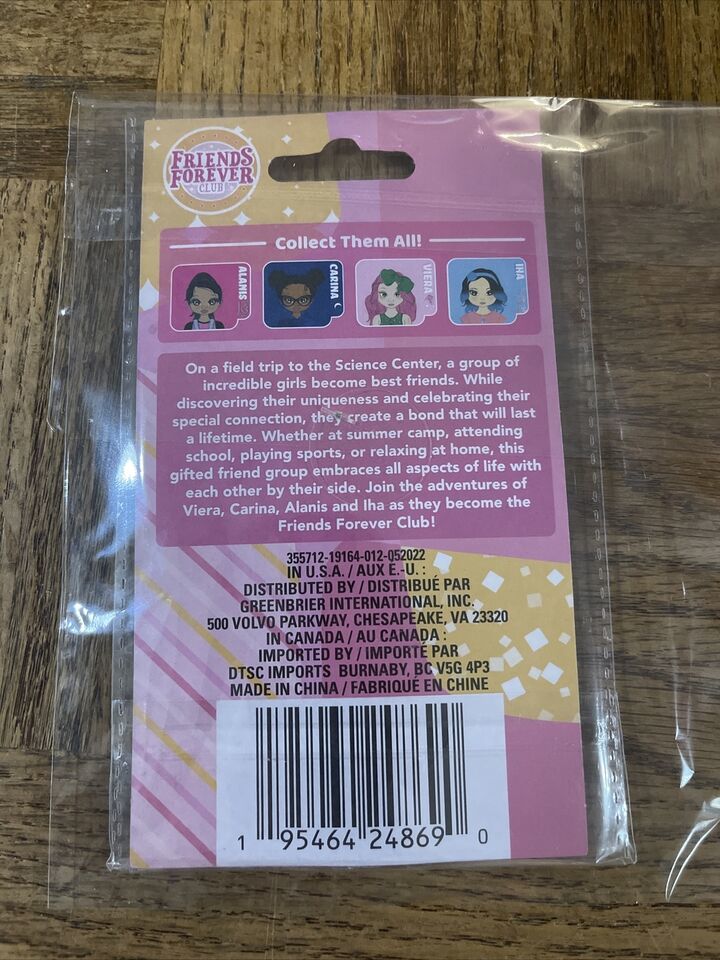 FRIENDS
FOREVER
CLUB
Collect Them All!
ALANIS
CARINA
VIERA
IHA
On a field trip to the Science Center, a group of
incredible girls become best friends. While
discovering their uniqueness and celebrating their
special connection, they create a bond that will last
a lifetime. Whether at summer camp, attending
school, playing sports, or relaxing at home, this
gifted friend group embraces all aspects of life with
each other by their side. Join the adventures of
Viera, Carina, Alanis and Iha as they become the
Friends Forever Club!
355712-19164-012-052022
IN U.S.A. / AUX E.-U. :
DISTRIBUTED BY / DISTRIBUÉ PAR
GREENBRIER INTERNATIONAL, INC.
500 VOLVO PARKWAY, CHESAPEAKE, VA 23320
IN CANADA / AU CANADA :
IMPORTED BY / IMPORTÉ PAR
DTSC IMPORTS BURNABY, BC V5G 4P3
MADE IN CHINA / FABRIQUÉ EN CHINE
1 95464 24869 0